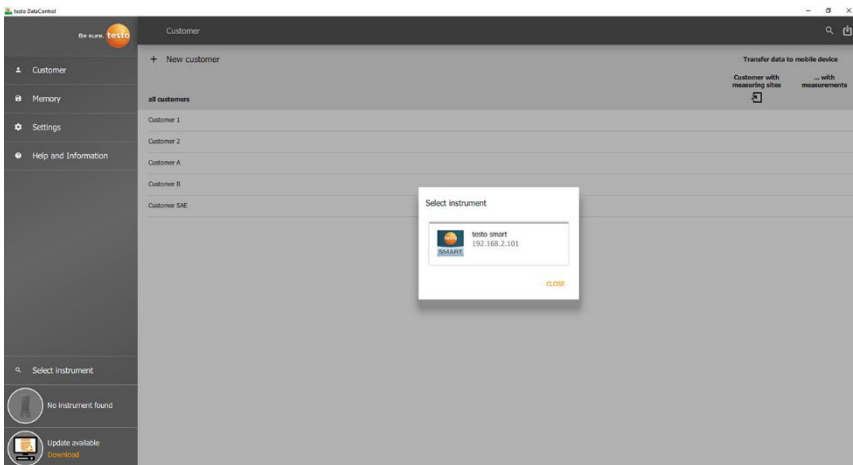 testo DataControl
Be sure. testo
Customer
Memory
Settings
Help and Information
Select instrument
No instrument found
Update available
Download
Customer
+ New customer
Transfer data to mobile device
Customer with
measuring sites
... with
measurements
all customers
Customer 1
Customer 2
Customer A
Customer B
Customer SAE
Select instrument
testo smart
192.168.2.101
SMART
CLOSE